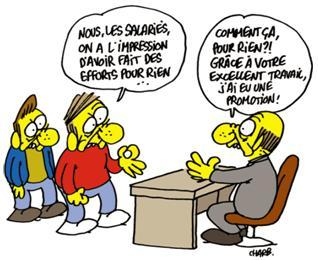 NOUS, LES SALARIÉS,
ON A L'IMPRESSION
D'AVOIR FAIT DES
EFFORTS POUR RIEN
COMMENT ÇA,
POUR RIEN?!
GRÂCE À VOTRE
EXCELLENT TRAVAIL,
J'AI EU UNE
PROMOTION!
CHARB.